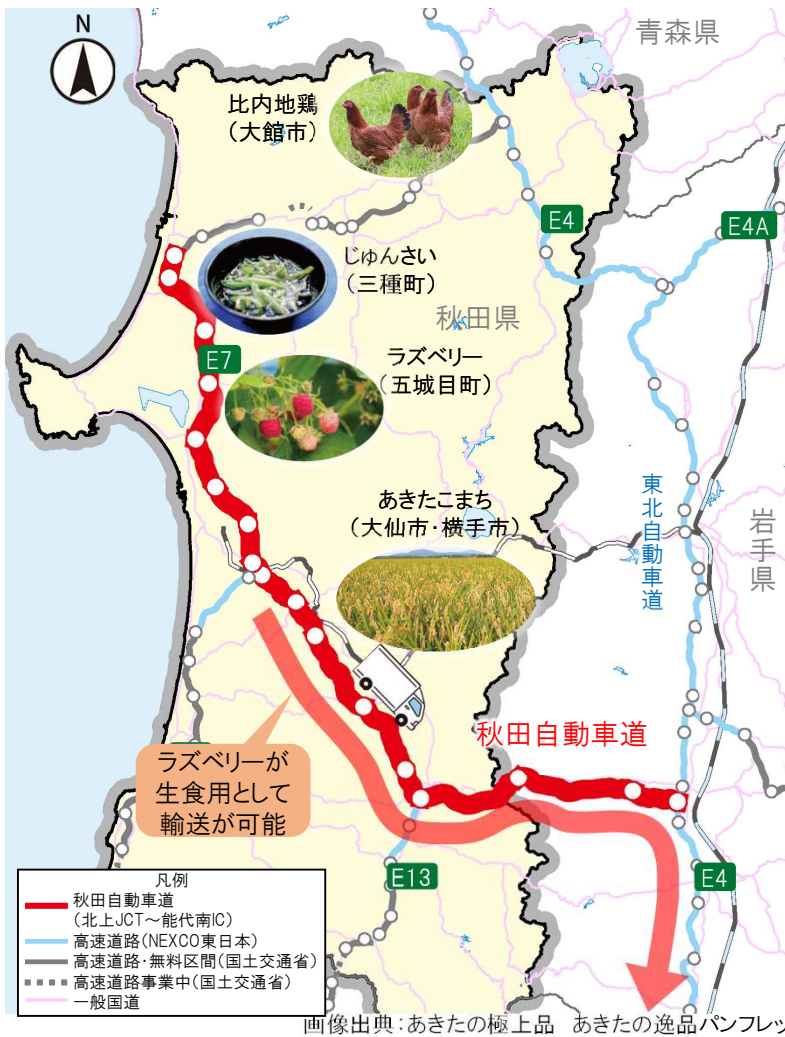 N
青森県
比内地鶏
(大館市)
E4
E4A
じゅんさい
(三種町)
秋田県
E7
ラズベリー
(五城目町)
あきたこまち
(大仙市・横手市)
東北自動車道
岩手県
秋田自動車道
ラズベリーが
生食用として
輸送が可能
E13
E4
凡例
秋田自動車道
(北上JCT～能代南IC)
高速道路(NEXCO東日本)
高速道路・無料区間(国土交通省)
高速道路事業中(国土交通省)
一般国道
画像出典：あきたの極上品　あきたの逸品パンフレッ